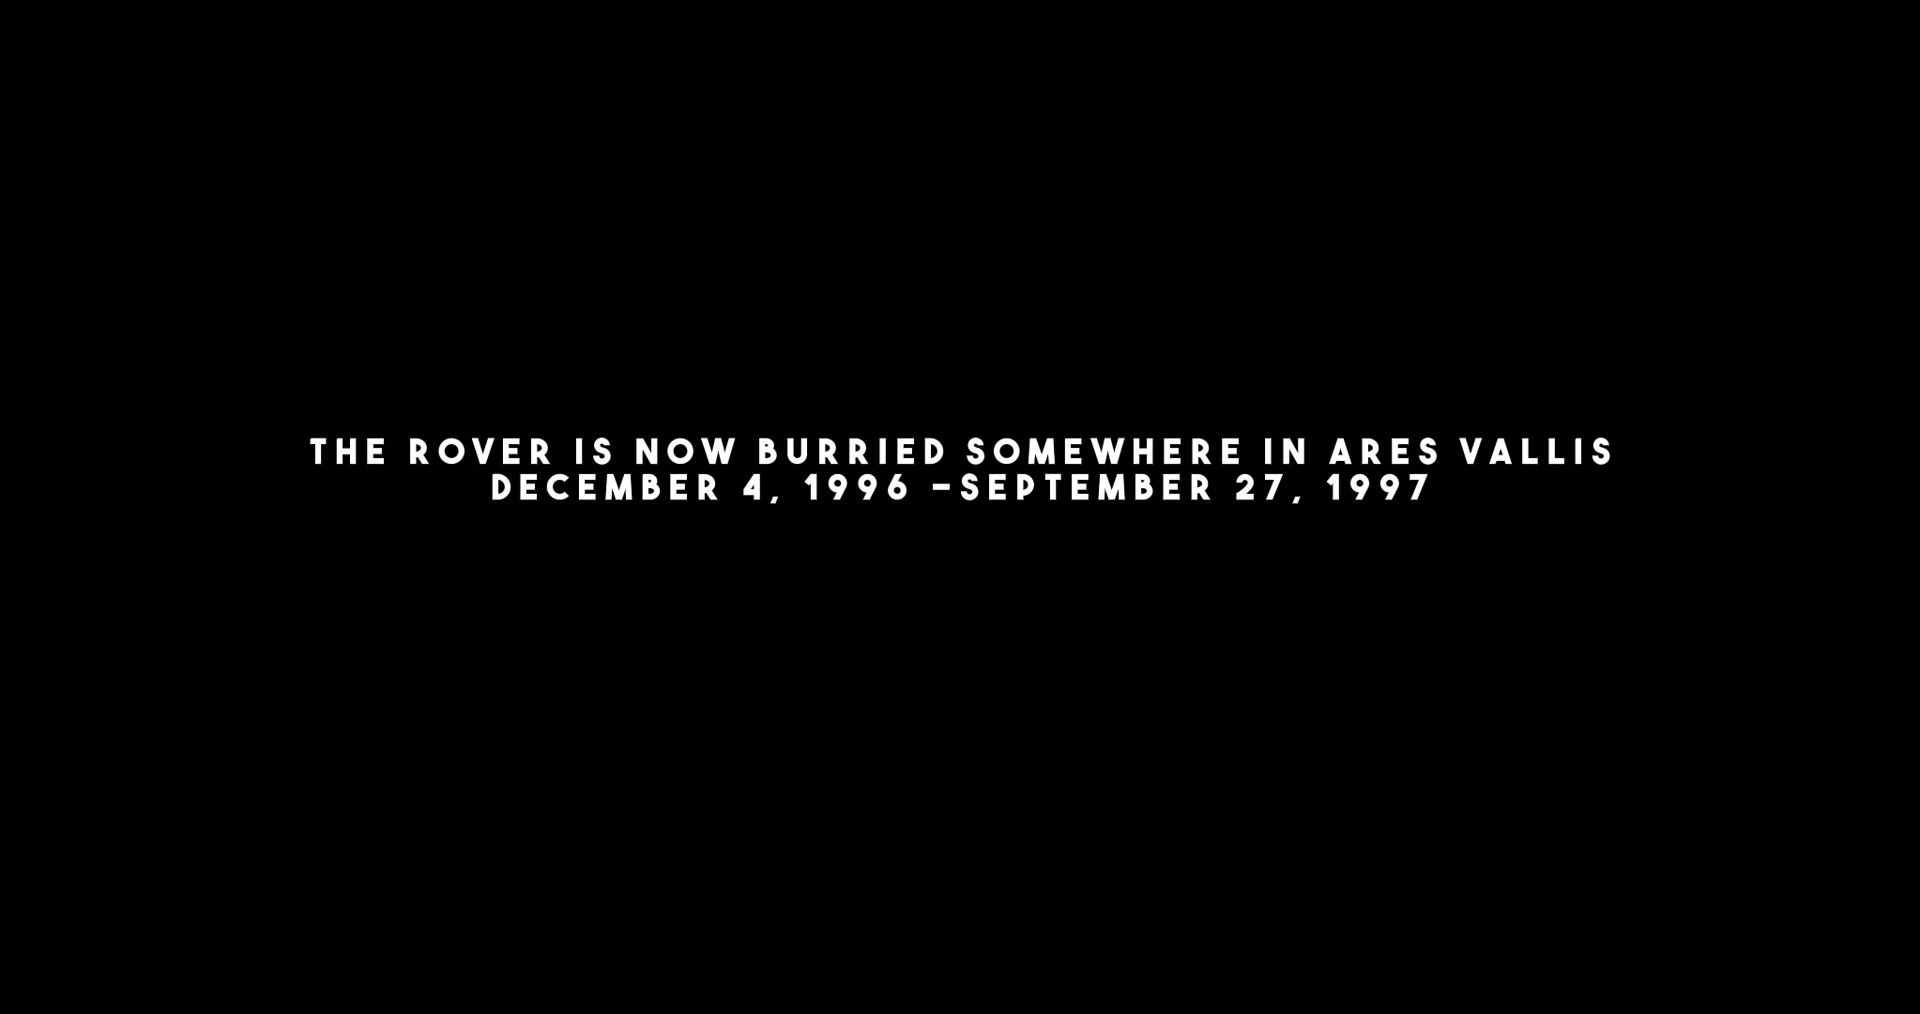 THE ROVER IS NOW BURRIED SOMEWHERE IN ARES VALLIS
DECEMBER 4, 1996 -SEPTEMBER 27, 1997